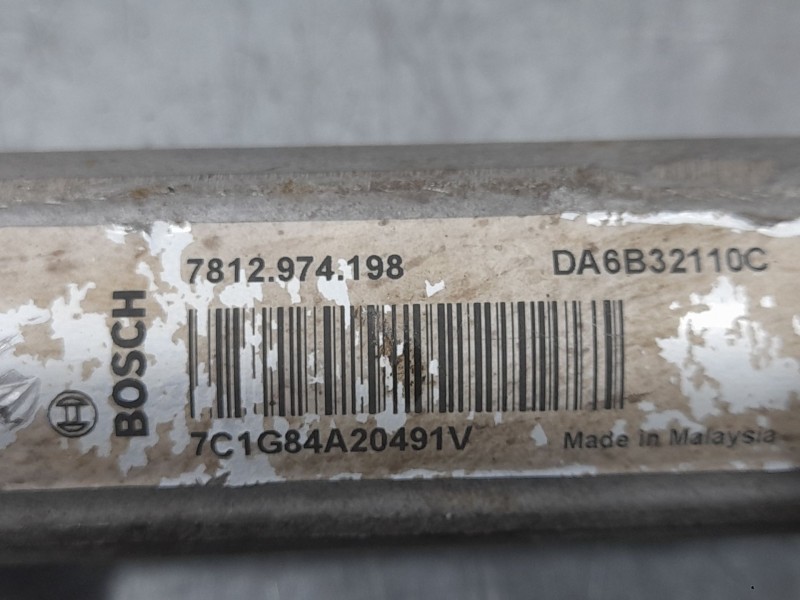 7812.974.198
DA6B32110C
BOSCH
7C1G84A20491V
Made in Malaysia